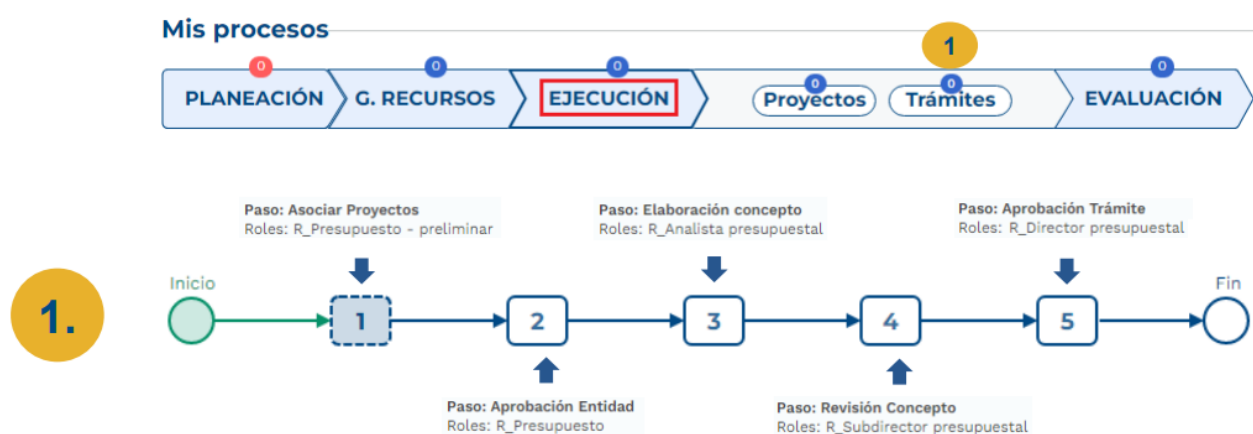 Mis procesos
1
0
0
0
0
0
0
PLANEACIÓN
G. RECURSOS
EJECUCIÓN
Proyectos
Trámites
EVALUACIÓN
Paso: Asociar Proyectos
Roles: R_Presupuesto - preliminar
Paso: Elaboración concepto
Roles: R_Analista presupuestal
Paso: Aprobación Trámite
Roles: R_Director presupuestal
1.
Inicio
1
2
3
4
5
Fin
Paso: Aprobación Entidad
Roles: R_Presupuesto
Paso: Revisión Concepto
Roles: R_Subdirector presupuestal